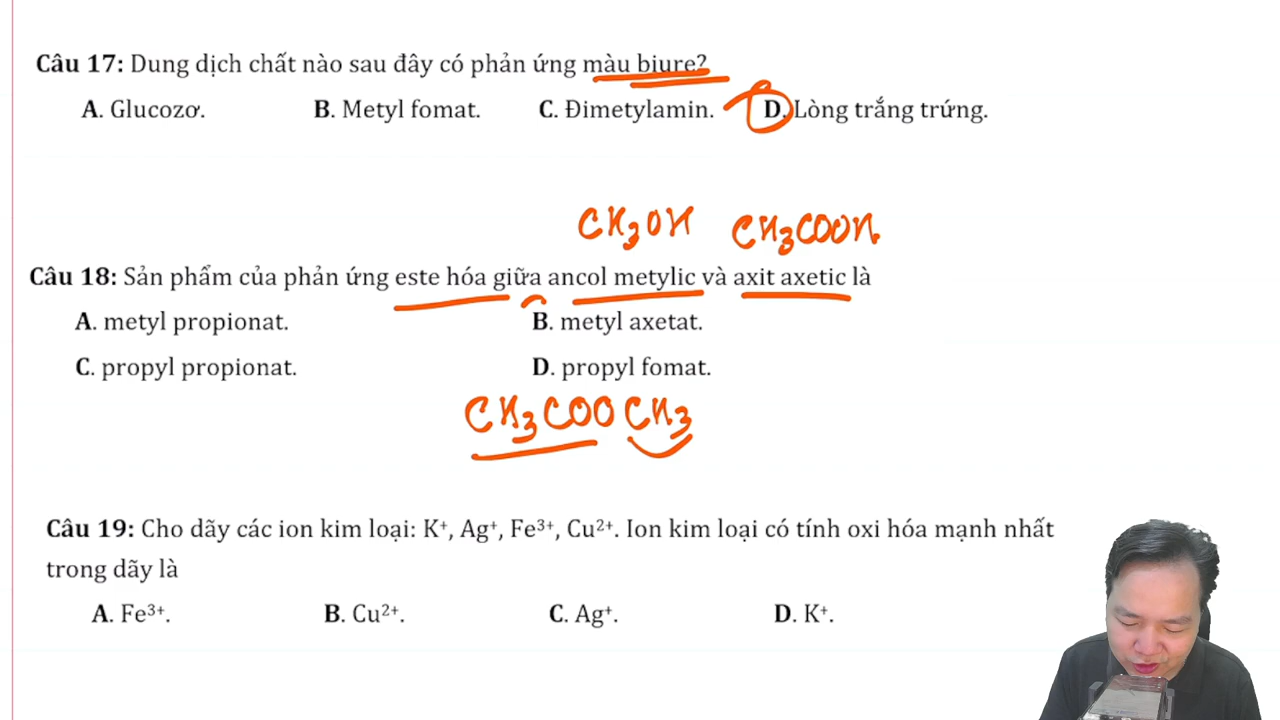 Câu 17: Dung dịch chất nào sau đây có phản ứng màu biure?
A. Glucozơ. B. Metyl fomat. C. Đimetylamin. D. Lòng trắng trứng.
CH3OH CH3COOH
Câu 18: Sản phẩm của phản ứng este hóa giữa ancol metylic và axit axetic là
A. metyl propionat. B. metyl axetat.
C. propyl propionat. D. propyl fomat.
CH3COOCH3
Câu 19: Cho dãy các ion kim loại: K⁺, Ag⁺, Fe³⁺, Cu²⁺. Ion kim loại có tính oxi hóa mạnh nhất
trong dãy là
A. Fe³⁺. B. Cu²⁺. C. Ag⁺. D. K⁺.